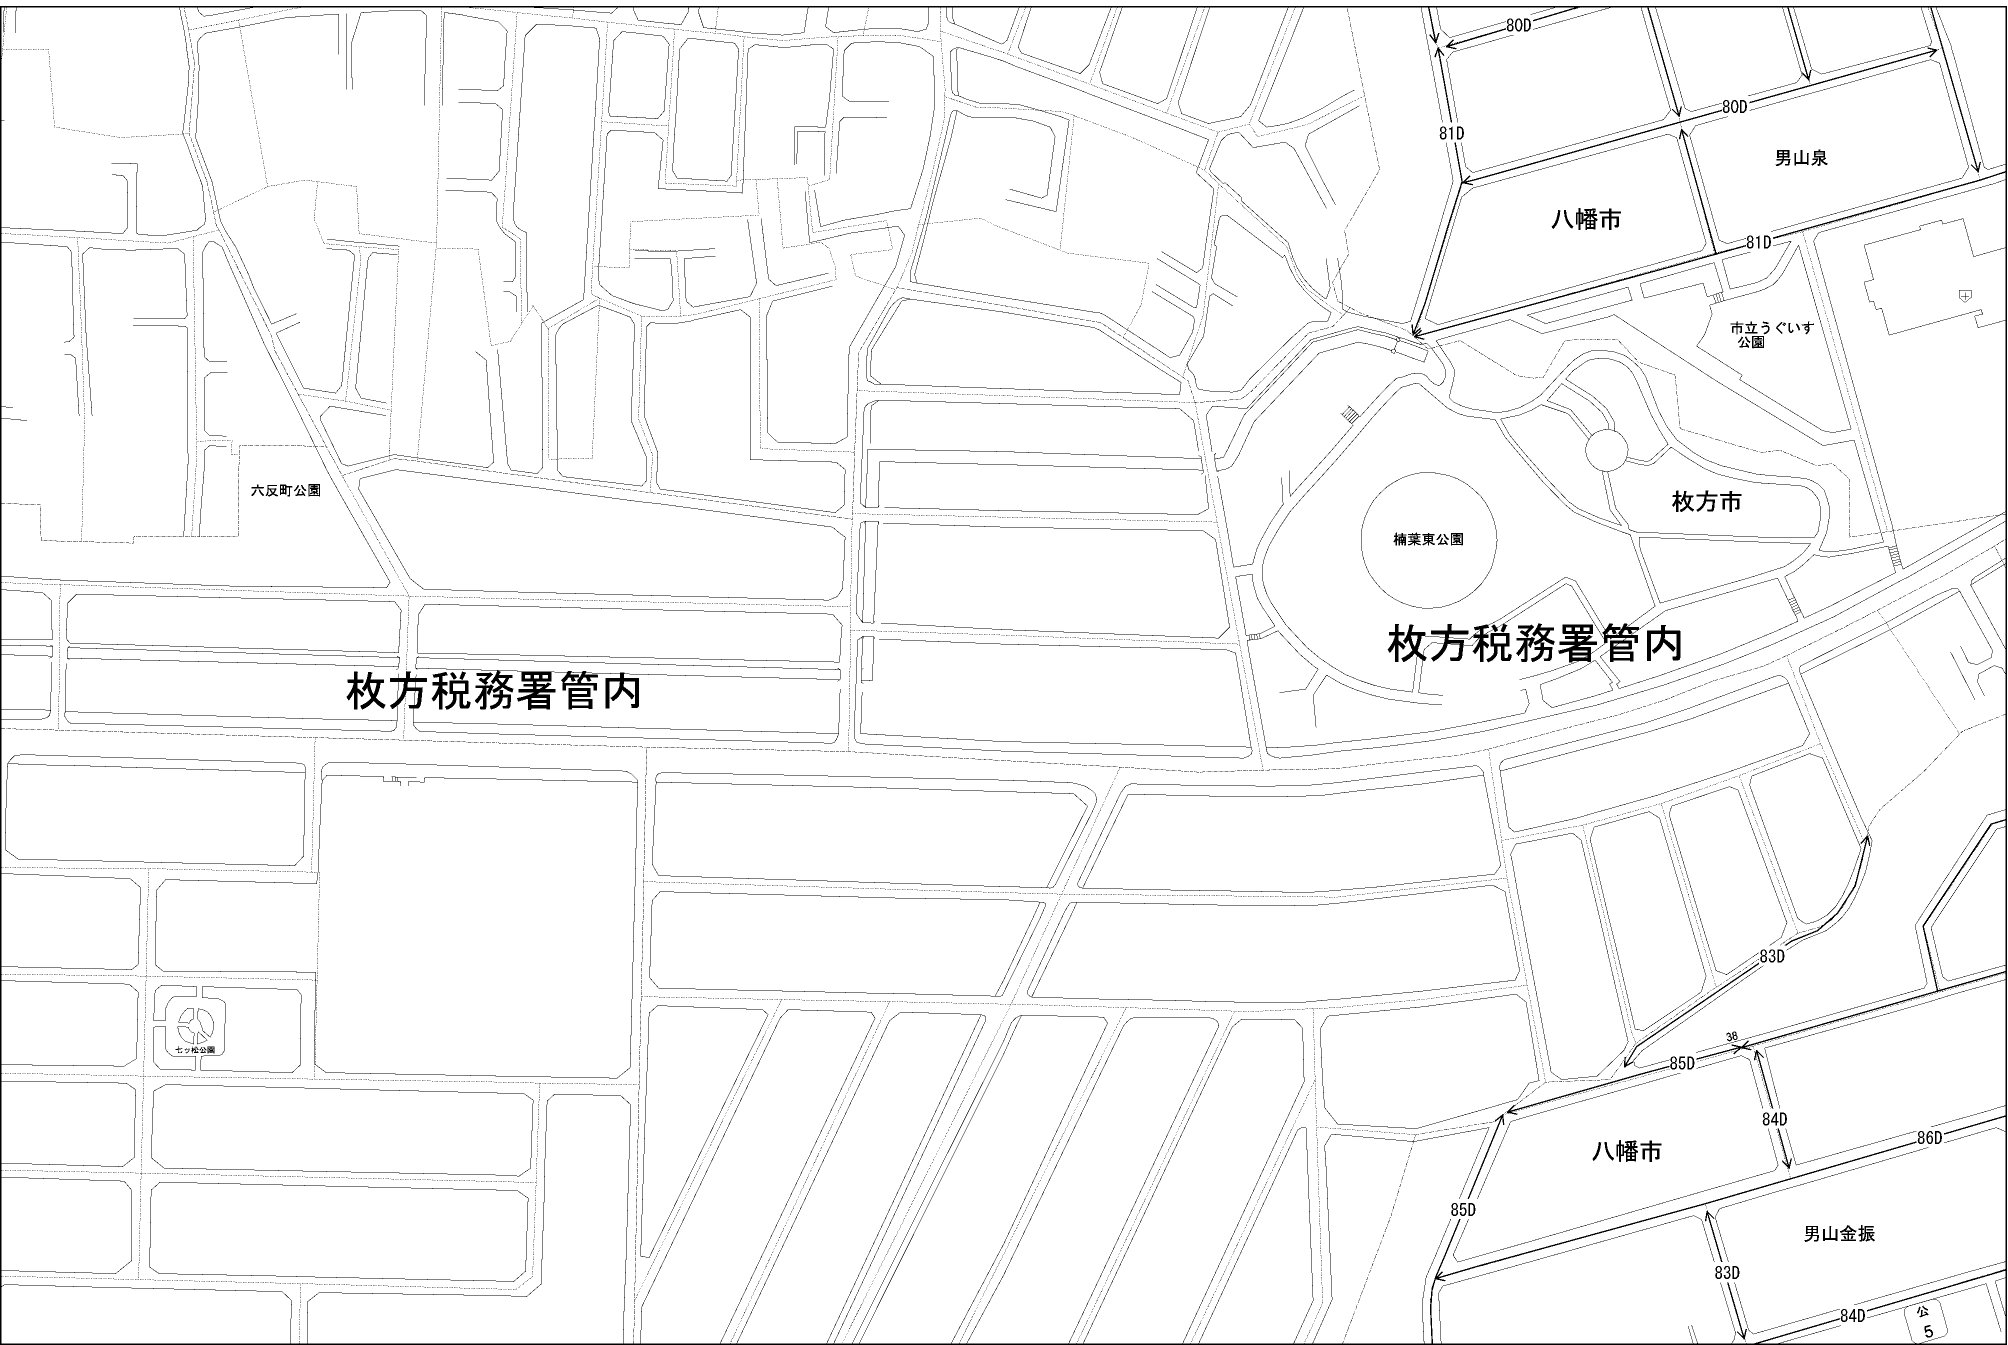 80D
80D
81D
男山泉
八幡市
81D
市立うぐいす
公園
六反町公園
枚方市
楠葉東公園
枚方税務署管内
枚方税務署管内
83D
七ッ松公園
38
85D
84D
86D
八幡市
85D
男山金振
83D
84D
公
5